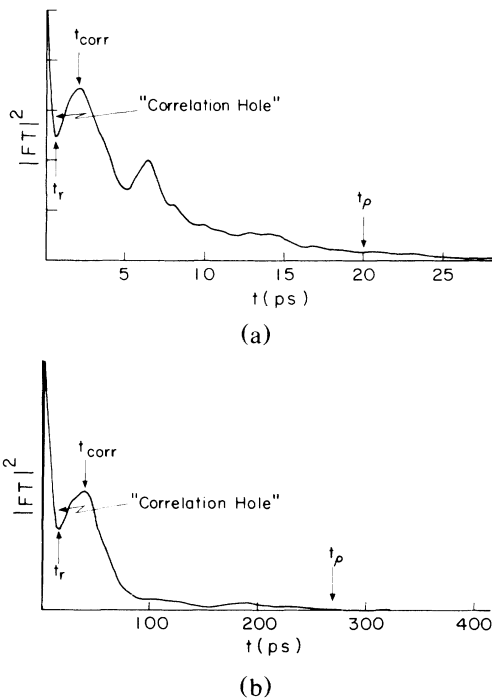 t_corr
"Correlation Hole"
|FT|²
t_r
t_ρ
5 10 15 20 25
t(ps)
(a)
t_corr
|FT|²
"Correlation Hole"
t_r
t_ρ
100 200 300 400
t(ps)
(b)